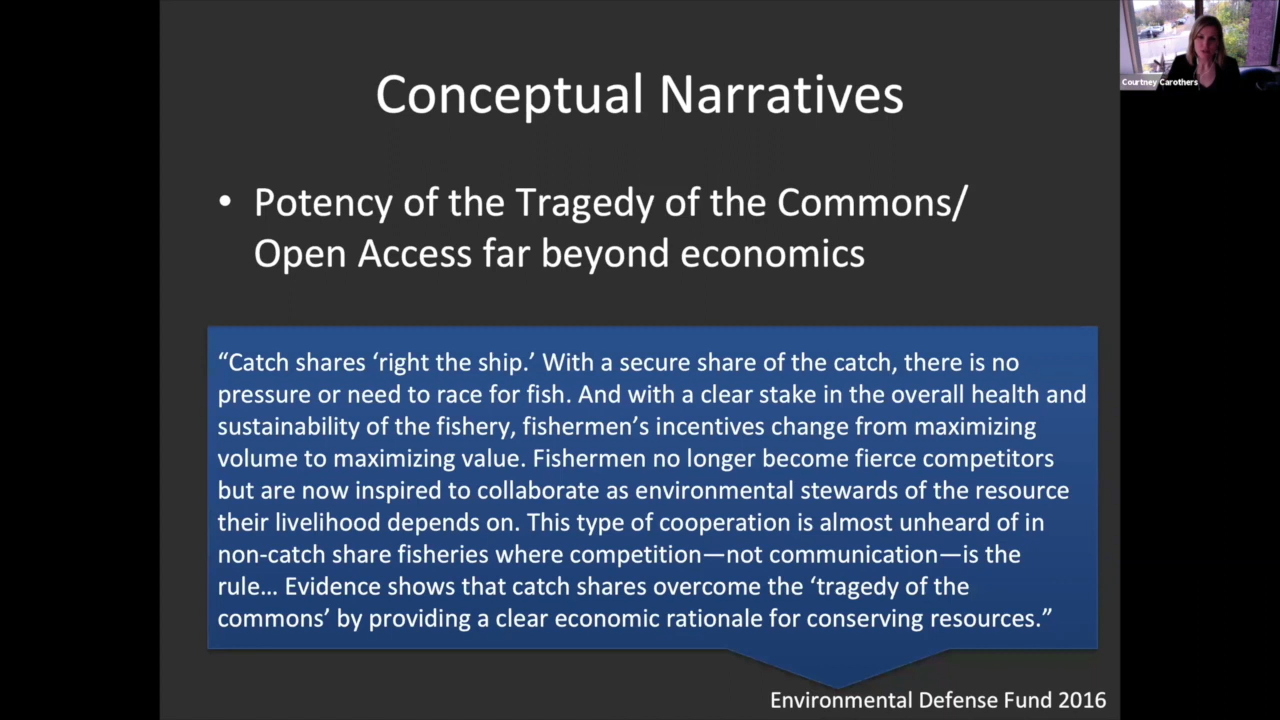 Conceptual Narratives
Courtney Carothers
• Potency of the Tragedy of the Commons/
Open Access far beyond economics
“Catch shares ‘right the ship.’ With a secure share of the catch, there is no
pressure or need to race for fish. And with a clear stake in the overall health and
sustainability of the fishery, fishermen’s incentives change from maximizing
volume to maximizing value. Fishermen no longer become fierce competitors
but are now inspired to collaborate as environmental stewards of the resource
their livelihood depends on. This type of cooperation is almost unheard of in
non-catch share fisheries where competition—not communication—is the
rule… Evidence shows that catch shares overcome the ‘tragedy of the
commons’ by providing a clear economic rationale for conserving resources.”
Environmental Defense Fund 2016